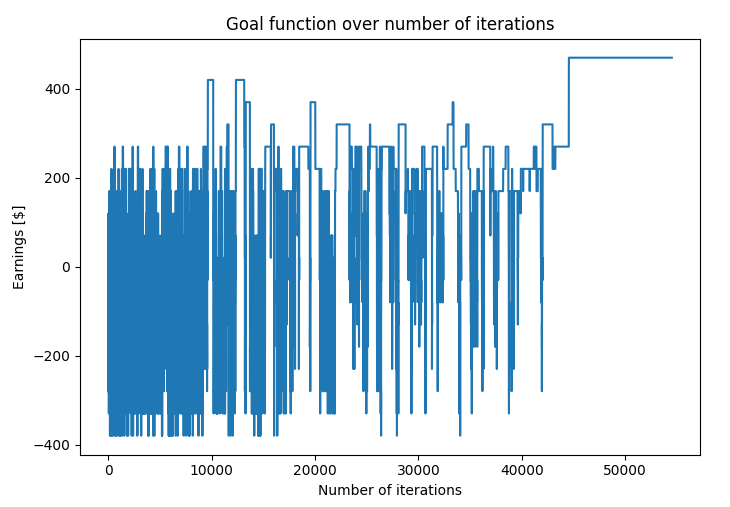 Goal function over number of iterations
Earnings [$]
400
200
0
−200
−400
0 10000 20000 30000 40000 50000
Number of iterations